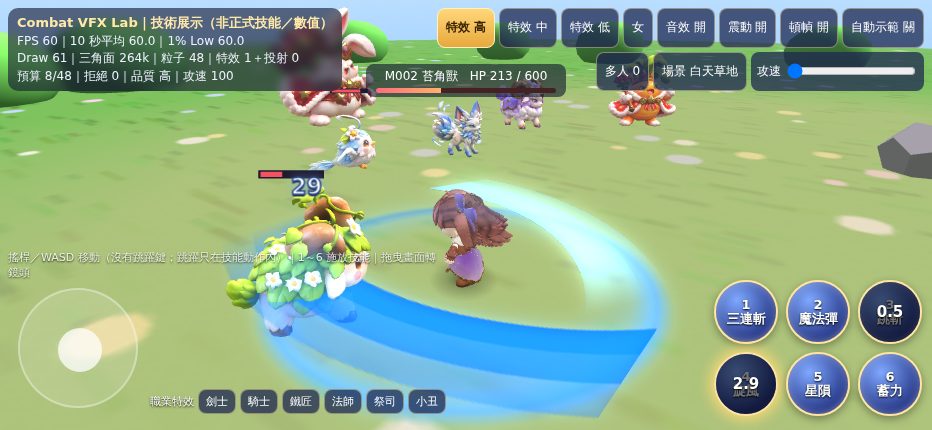 Combat VFX Lab｜技術展示（非正式技能／數值）
FPS 60｜10 秒平均 60.0｜1% Low 60.0
Draw 61｜三角面 264k｜粒子 48｜特效 1＋投射 0
預算 8/48｜拒絕 0｜品質 高｜攻速 100
特效 高
特效 中
特效 低
女
音效 開
震動 開
頓幀 開
自動示範 關
多人 0
場景 白天草地
攻速
M002 苔角獸 HP 213 / 600
29
搖桿／WASD 移動（沒有跳躍鍵；跳躍只在技能動作內）｜1~6 施放技能｜拖曳畫面轉
鏡頭
1
三連斬
2
魔法彈
0.5
2.9
5
星隕
6
蓄力
職業特效
劍士
騎士
鐵匠
法師
祭司
小丑